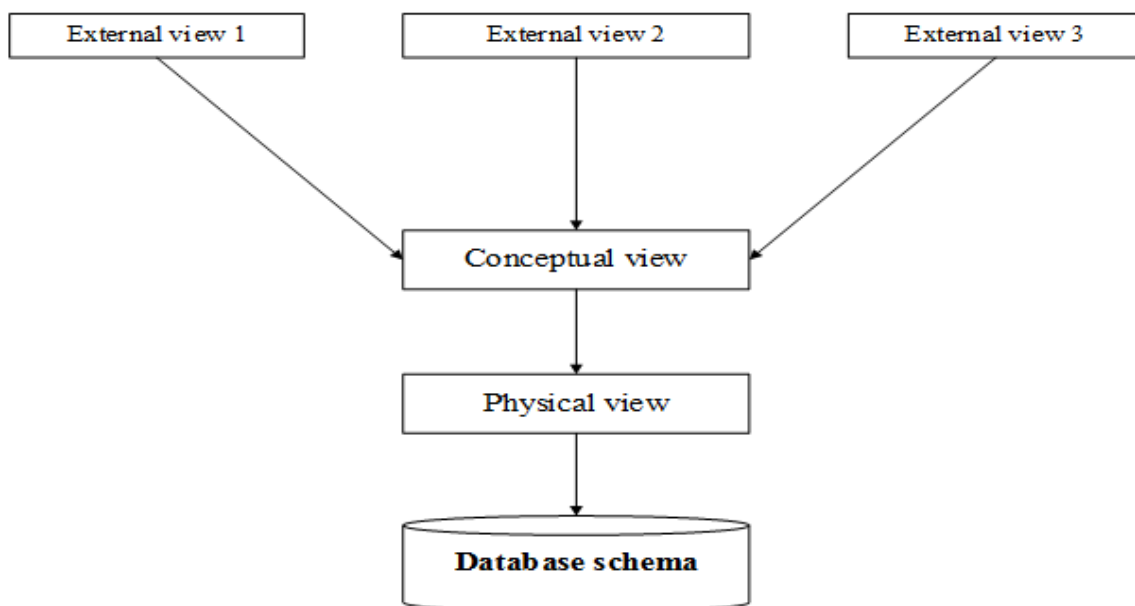 External view 1
External view 2
External view 3
Conceptual view
Physical view
Database schema